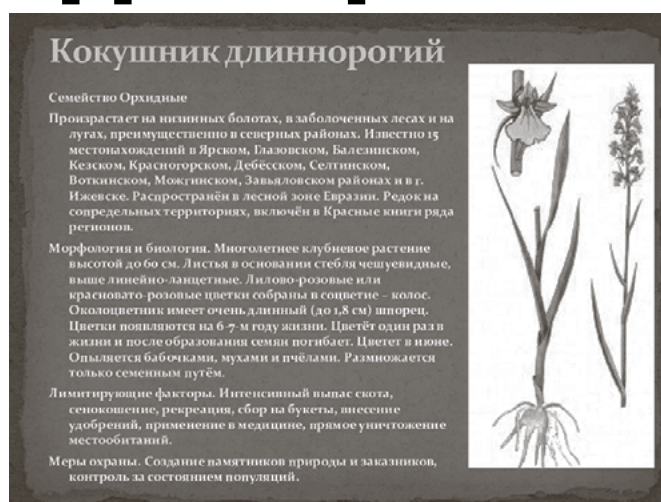 Кокушник длиннорогий
Семейство Орхидные
Произрастает на низинных болотах, в заболоченных лесах и на
лугах, преимущественно в северных районах. Известно 15
местонахождений в Ярском, Глазовском, Балезинском,
Кезском, Красногорском, Дебёсском, Селтинском,
Воткинском, Можгинском, Завьяловском районах и в г.
Ижевске. Распространён в лесной зоне Евразии. Редок на
сопредельных территориях, включён в Красные книги ряда
регионов.
Морфология и биология. Многолетнее клубневое растение
высотой до 60 см. Листья в основании стебля чешуевидные,
выше линейно-ланцетные. Лилово-розовые или
красновато-розовые цветки собраны в соцветие – колос.
Околоцветник имеет очень длинный (до 1,8 см) шпорец.
Цветки появляются на 6-7-м году жизни. Цветёт один раз в
жизни и после образования семян погибает. Цветет в июне.
Опыляется бабочками, мухами и пчёлами. Размножается
только семенным путём.
Лимитирующие факторы. Интенсивный выпас скота,
сенокошение, рекреация, сбор на букеты, внесение
удобрений, применение в медицине, прямое уничтожение
местообитаний.
Меры охраны. Создание памятников природы и заказников,
контроль за состоянием популяций.